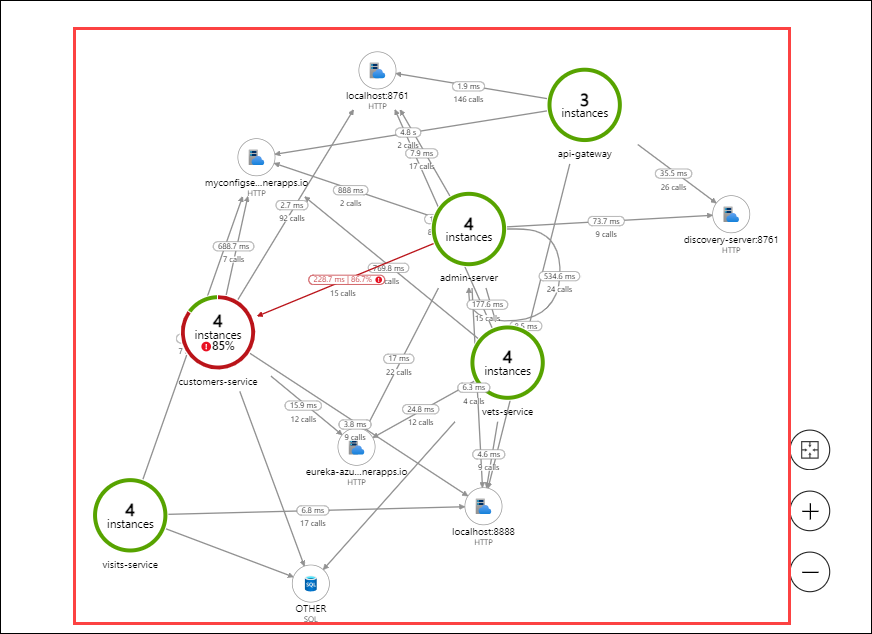 localhost:8761
HTTP
1.9 ms
146 calls
3
instances
api-gateway
4.8 s
2 calls
7.9 ms
17 calls
myconfigse...nerapps.io
HTTP
888 ms
2 calls
35.5 ms
26 calls
2.7 ms
92 calls
4
instances
admin-server
73.7 ms
9 calls
discovery-server:8761
HTTP
688.7 ms
7 calls
228.7 ms | 86.7%
15 calls
calls
534.6 ms
24 calls
177.6 ms
15 calls
4
instances
85%
customers-service
4
instances
vets-service
17 ms
22 calls
6.3 ms
4 calls
15.9 ms
12 calls
24.8 ms
12 calls
3.8 ms
9 calls
eureka-azu...nerapps.io
HTTP
4.6 ms
9 calls
4
instances
visits-service
6.8 ms
17 calls
localhost:8888
HTTP
SQL
OTHER
SQL